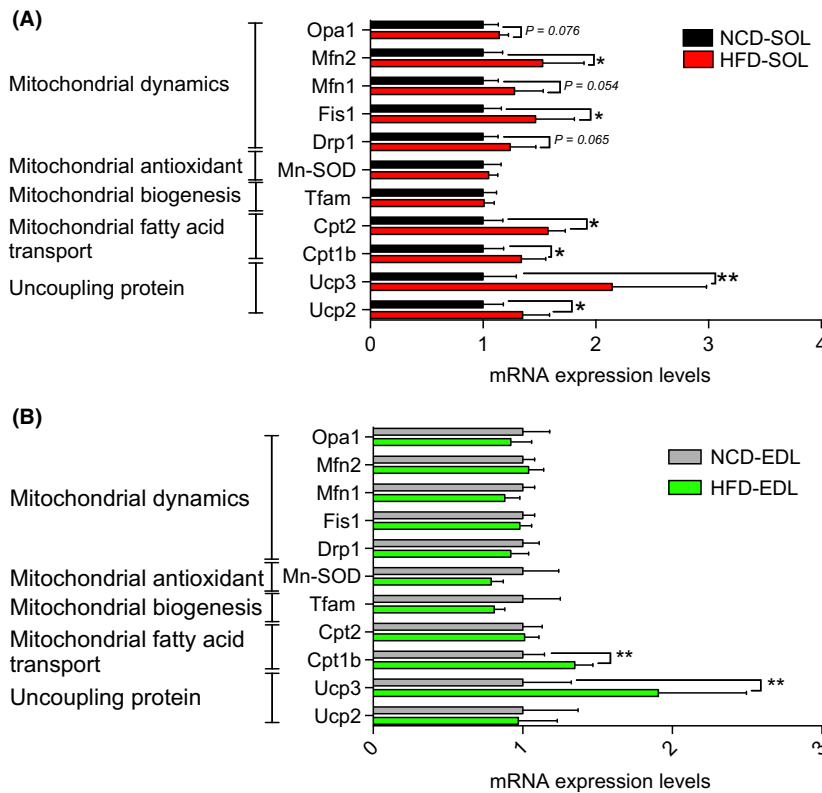 (A)
Opa1
P = 0.076
NCD-SOL
Mfn2
*
HFD-SOL
Mitochondrial dynamics
Mfn1
P = 0.054
Fis1
*
Drp1
P = 0.065
Mitochondrial antioxidant
Mn-SOD
Mitochondrial biogenesis
Tfam
Mitochondrial fatty acid
transport
Cpt2
*
Cpt1b
*
Uncoupling protein
Ucp3
**
Ucp2
*
0 1 2 3 4
mRNA expression levels
(B)
Opa1
NCD-EDL
Mfn2
HFD-EDL
Mitochondrial dynamics
Mfn1
Fis1
Drp1
Mitochondrial antioxidant
Mn-SOD
Mitochondrial biogenesis
Tfam
Mitochondrial fatty acid
transport
Cpt2
Cpt1b
**
Uncoupling protein
Ucp3
**
Ucp2
0 1 2 3
mRNA expression levels